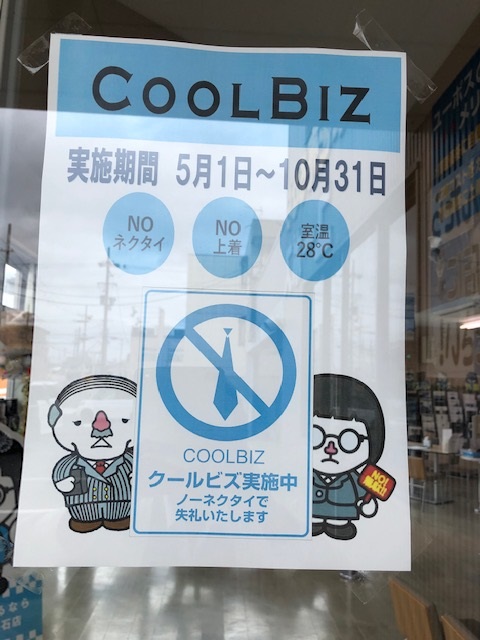 COOLBIZ
実施期間 5月1日～10月31日
NO
ネクタイ
NO
上着
室温
28℃
COOLBIZ
クールビズ実施中
ノーネクタイで
失礼いたします
NO!